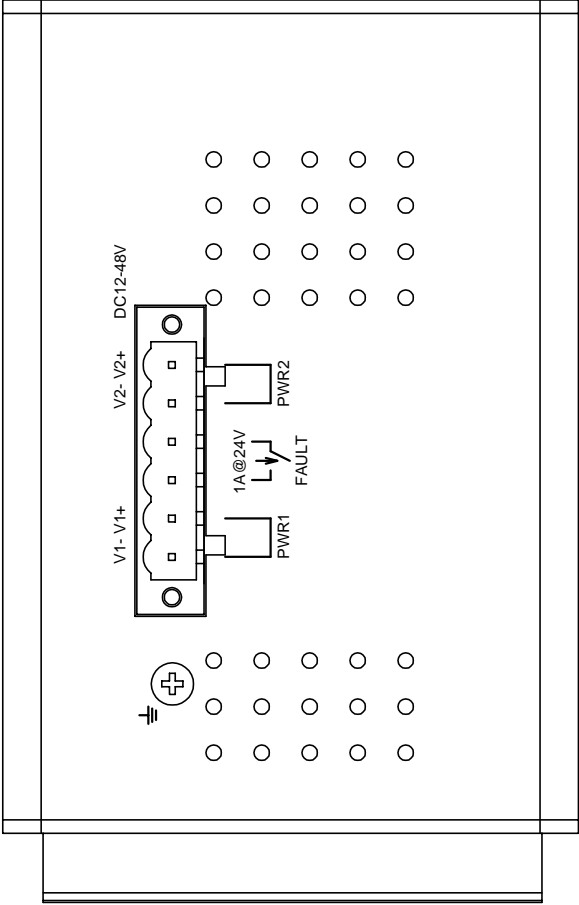 DC12-48V
V1- V1+
V2- V2+
1A@24V
PWR1
FAULT
PWR2